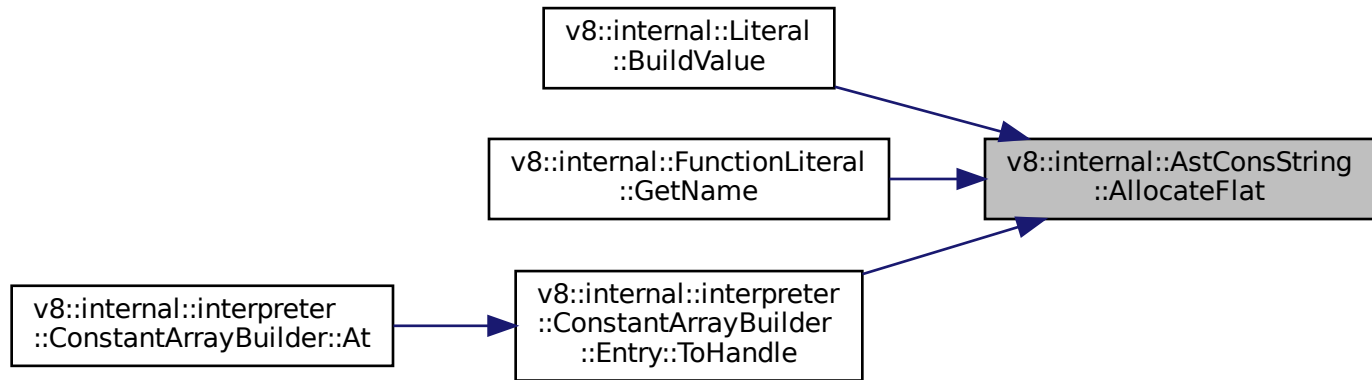 v8::internal::Literal
::BuildValue
v8::internal::FunctionLiteral
::GetName
v8::internal::AstConsString
::AllocateFlat
v8::internal::interpreter
::ConstantArrayBuilder::At
v8::internal::interpreter
::ConstantArrayBuilder
::Entry::ToHandle